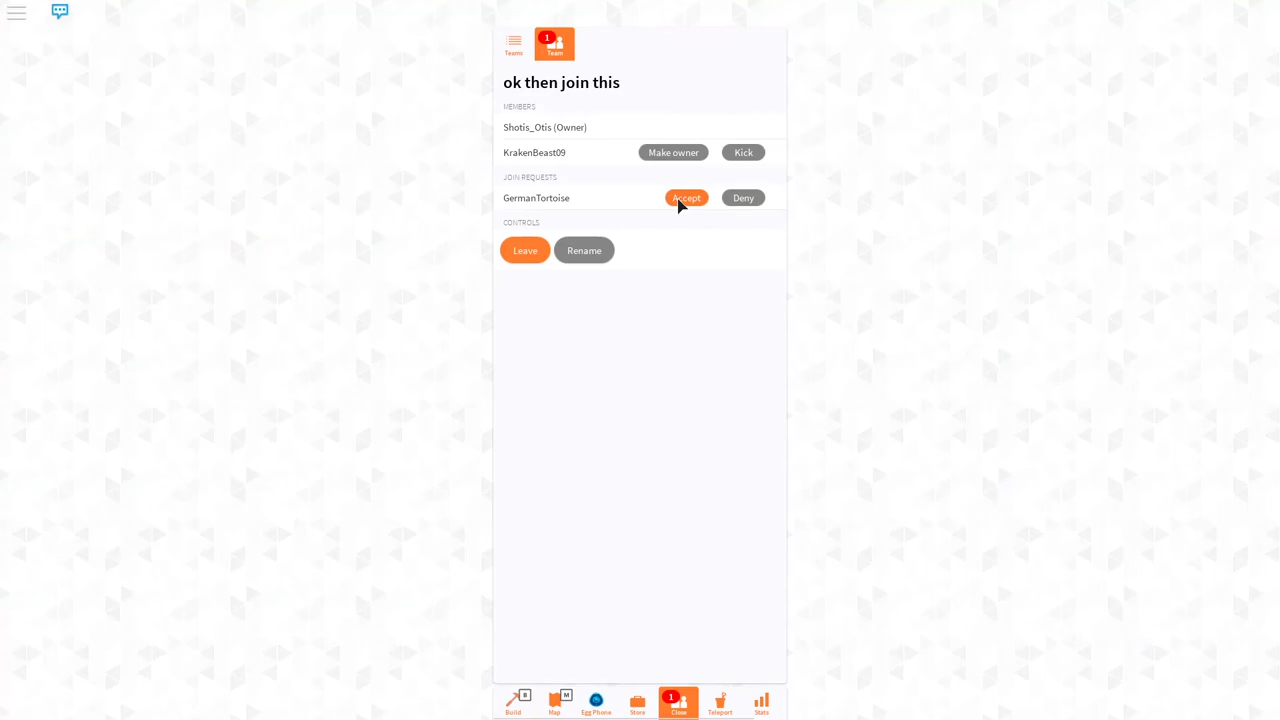 1
Teams
Team
ok then join this
MEMBERS
Shotis_Otis (Owner)
KrakenBeast09 Make owner Kick
JOIN REQUESTS
GermanTortoise Accept Deny
CONTROLS
Leave Rename
B M 1
Build Map Egg Phone Store Close Teleport Stats